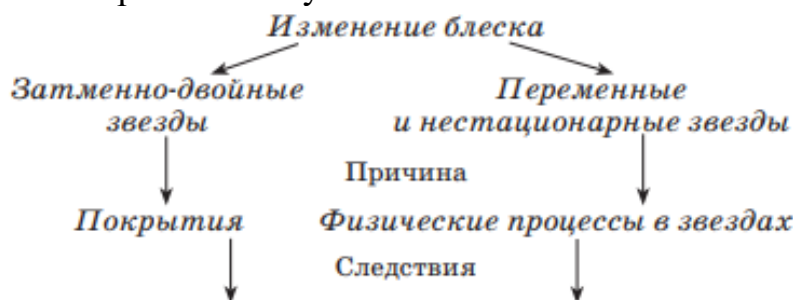 Изменение блеска
Затменно-двойные
звезды
Переменные
и нестационарные звезды
Причина
Покрытия
Физические процессы в звездах
Следствия